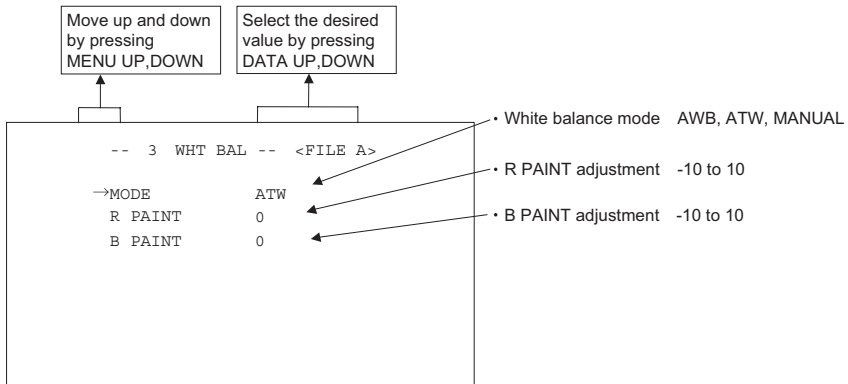 Move up and down
by pressing
MENU UP,DOWN
Select the desired
value by pressing
DATA UP,DOWN
-- 3 WHT BAL -- <FILE A>
→MODE ATW
R PAINT 0
B PAINT 0
• White balance mode AWB, ATW, MANUAL
• R PAINT adjustment -10 to 10
• B PAINT adjustment -10 to 10